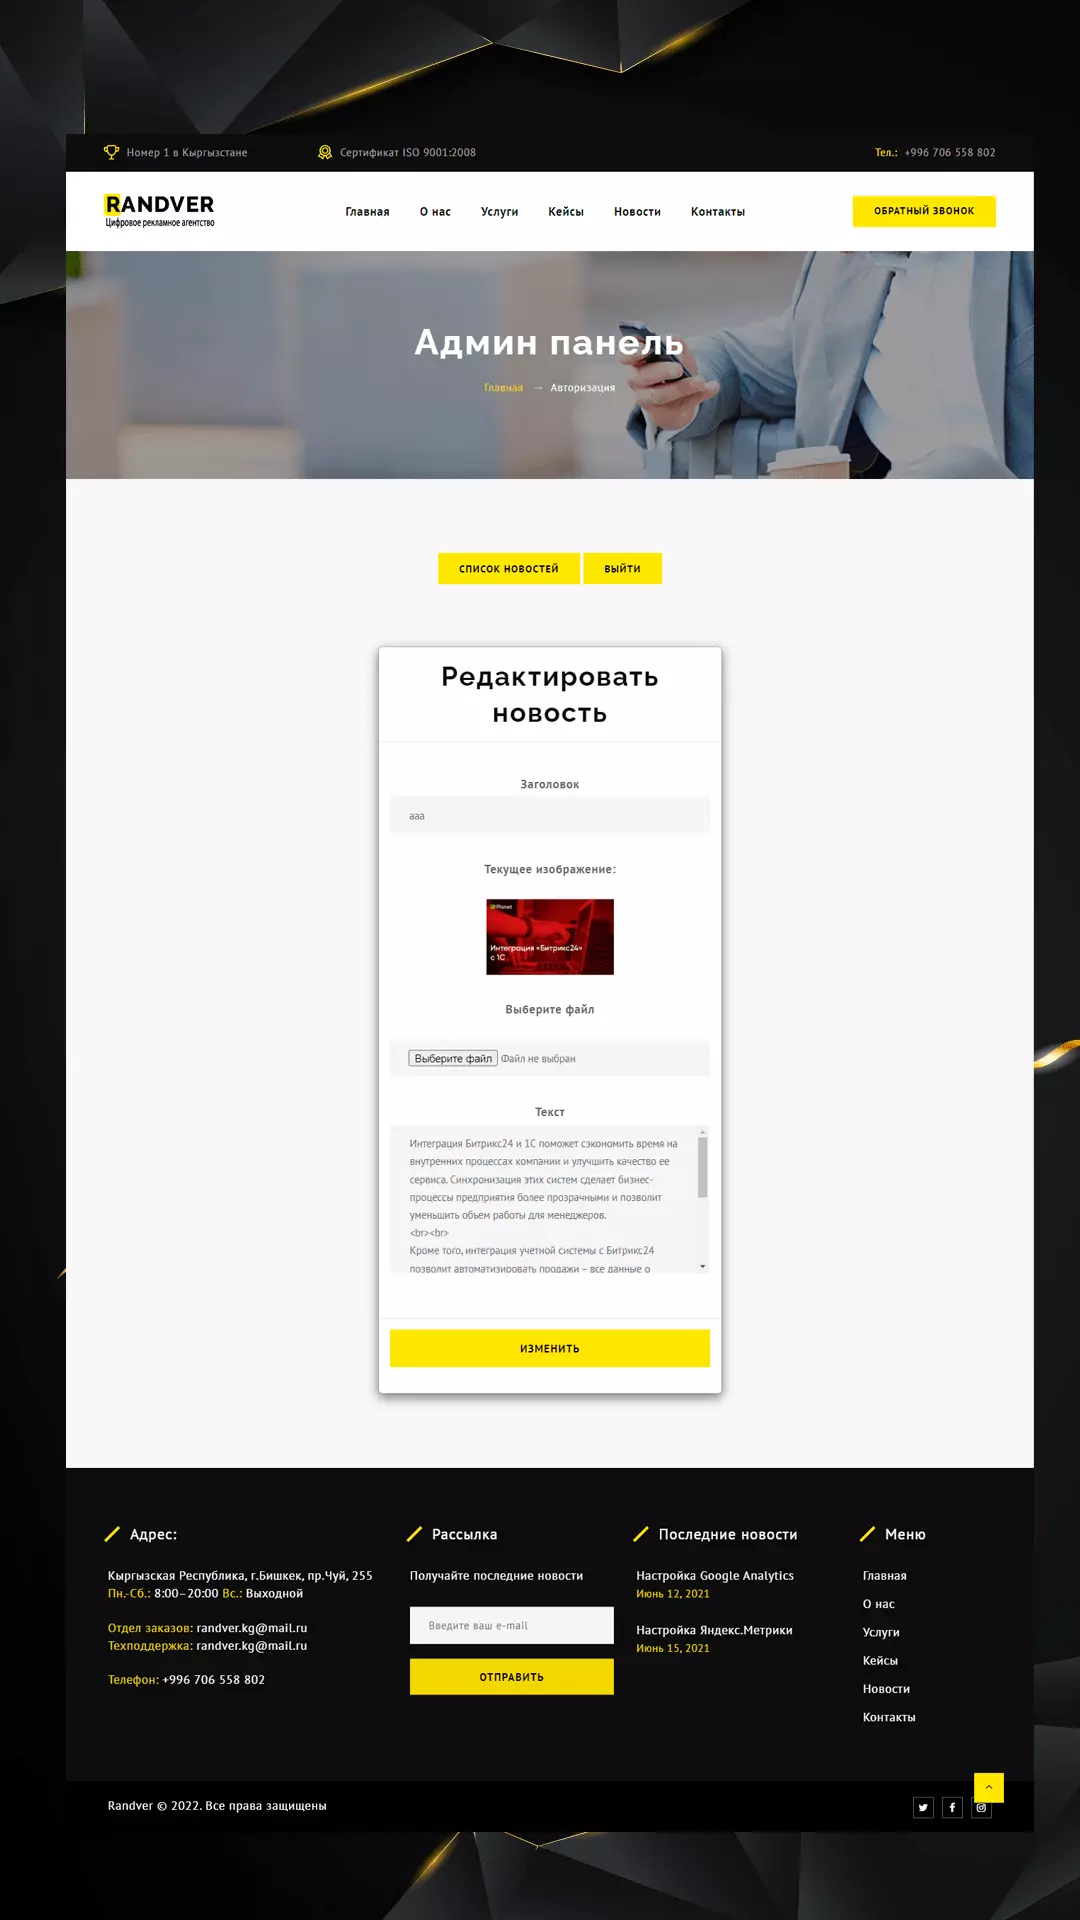 Номер 1 в Кыргызстане
Сертификат ISO 9001:2008
Тел.: +996 706 558 802
RANDVER
Цифровое рекламное агентство
Главная
О нас
Услуги
Кейсы
Новости
Контакты
ОБРАТНЫЙ ЗВОНОК
Админ панель
Главная → Авторизация
СПИСОК НОВОСТЕЙ
ВЫЙТИ
Редактировать
новость
Заголовок
aaa
Текущее изображение:
Planet
Интеграция «Битрикс24»
с 1С
Выберите файл
Выберите файл Файл не выбран
Текст
Интеграция Битрикс24 и 1С поможет сэкономить время на
внутренних процессах компании и улучшить качество ее
сервиса. Синхронизация этих систем сделает бизнес-
процессы предприятия более прозрачными и позволит
уменьшить объем работы для менеджеров.
<br><br>
Кроме того, интеграция учетной системы с Битрикс24
позволит автоматизировать продажи – все данные о
ИЗМЕНИТЬ
Адрес:
Кыргызская Республика, г.Бишкек, пр.Чуй, 255
Пн.-Сб.: 8:00–20:00 Вс.: Выходной
Отдел заказов: randver.kg@mail.ru
Техподдержка: randver.kg@mail.ru
Телефон: +996 706 558 802
Рассылка
Получайте последние новости
Введите ваш e-mail
ОТПРАВИТЬ
Последние новости
Настройка Google Analytics
Июнь 12, 2021
Настройка Яндекс.Метрики
Июнь 15, 2021
Меню
Главная
О нас
Услуги
Кейсы
Новости
Контакты
Randver © 2022. Все права защищены